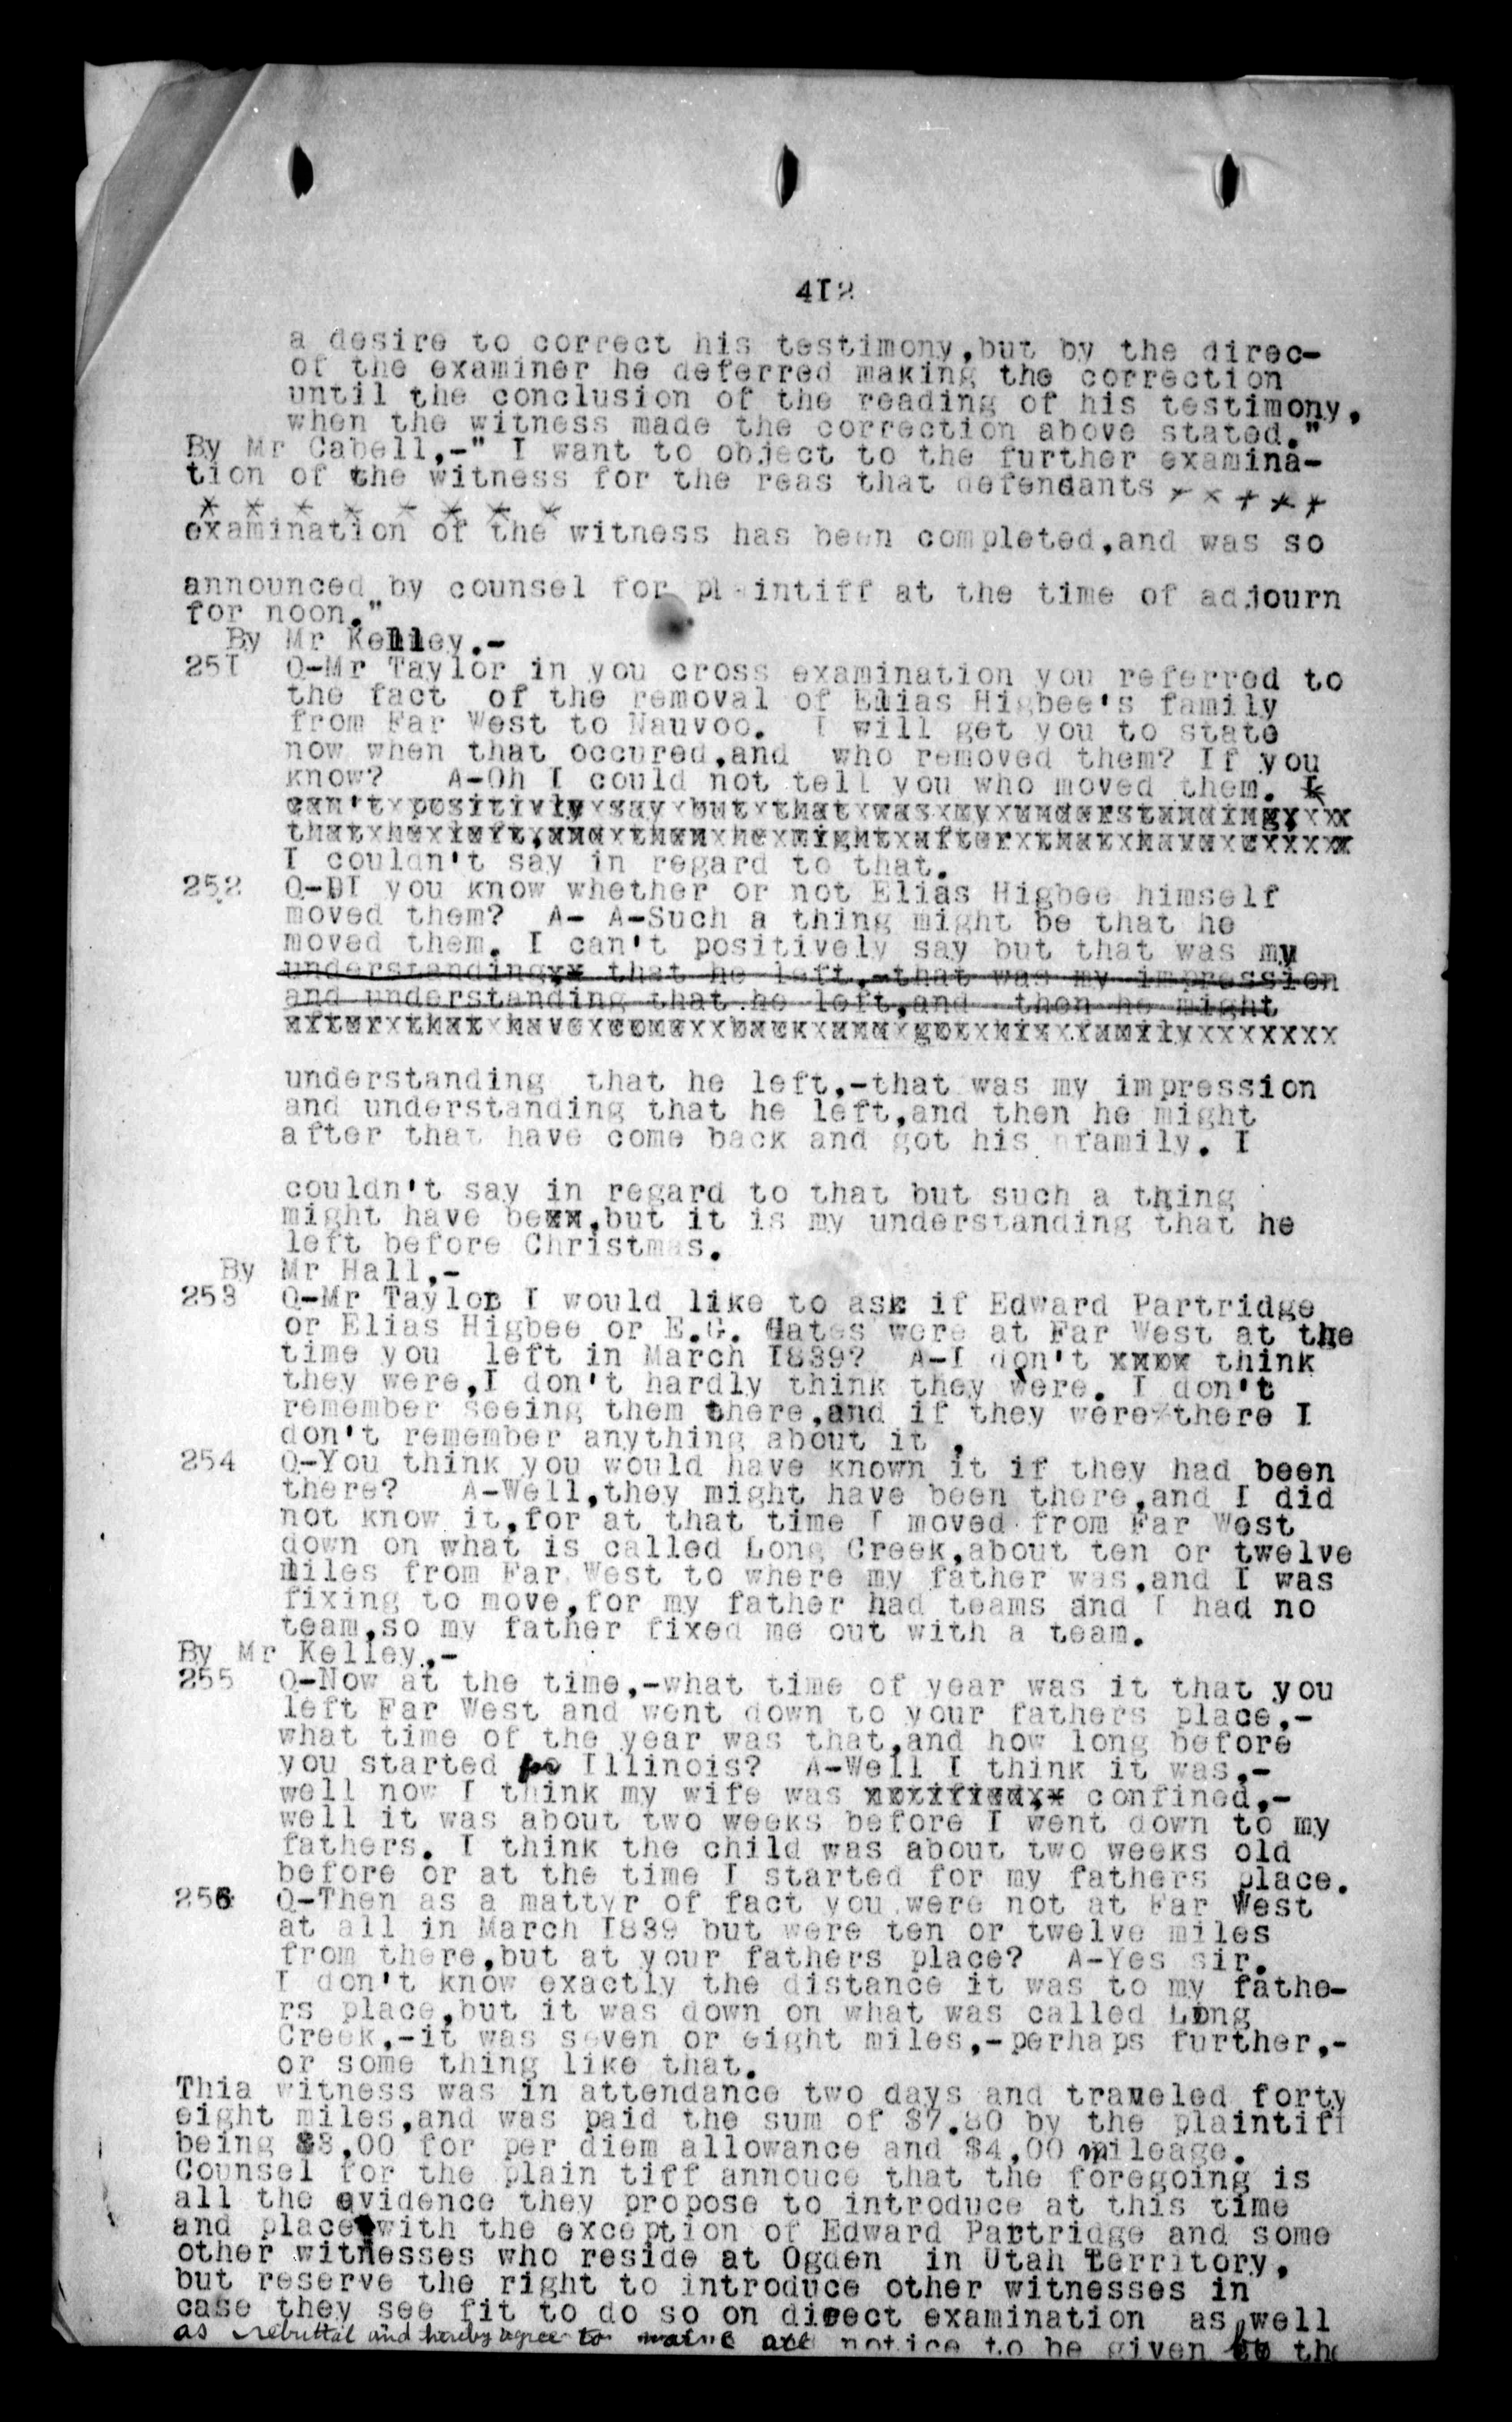 412
a desire to correct his testimony,but by the direc-
of the examiner he deferred making the correction
until the conclusion of the reading of his testimony,
when the witness made the correction above stated."
By Mr Cabell,-" I want to object to the further examina-
tion of the witness for the reas that defendants x x x x x
x x x x x x x x
examination of the witness has been completed,and was so
announced by counsel for plaintiff at the time of adjourn
for noon."
By Mr Kelley.-
251 Q-Mr Taylor in you cross examination you referred to
the fact of the removal of Elias Higbee's family
from Far West to Nauvoo. I will get you to state
now when that occured,and who removed them? If you
know? A-Oh I could not tell you who moved them. I
can't positivly say but that was my understanding,xxx
that he left,and then he might after that have cxxxxx
I couldn't say in regard to that.
252 Q-DI you know whether or not Elias Higbee himself
moved them? A- A-Such a thing might be that he
moved them. I can't positively say but that was my
understandingxx that he left,-that was my impression
and understanding that he left,and then he might
after that have come back and got his familyxxxxxxx
understanding that he left,-that was my impression
and understanding that he left,and then he might
after that have come back and got his family. I
couldn't say in regard to that but such a thing
might have bexx,but it is my understanding that he
left before Christmas.
By Mr Hall,-
253 Q-Mr Taylor I would like to ask if Edward Partridge
or Elias Higbee or E.G. Gates were at Far West at the
time you left in March 1839? A-I don't xxxx think
they were,I don't hardly think they were. I don't
remember seeing them there,and if they were there I
don't remember anything about it .
254 Q-You think you would have known it if they had been
there? A-Well,they might have been there,and I did
not know it,for at that time I moved from Far West
down on what is called Long Creek,about ten or twelve
miles from Far West to where my father was,and I was
fixing to move,for my father had teams and I had no
team,so my father fixed me out with a team.
By Mr Kelley,-
255 Q-Now at the time,-what time of year was it that you
left Far West and went down to your fathers place,-
what time of the year was that,and how long before
you started for Illinois? A-Well I think it was,-
well now I think my wife was confined,-
well it was about two weeks before I went down to my
fathers. I think the child was about two weeks old
before or at the time I started for my fathers place.
256 Q-Then as a mattyr of fact you were not at Far West
at all in March 1839 but were ten or twelve miles
from there,but at your fathers place? A-Yes sir.
I don't know exactly the distance it was to my fathe-
rs place,but it was down on what was called Long
Creek,-it was seven or eight miles,-perhaps further,-
or some thing like that.
Thia witness was in attendance two days and traveled forty
eight miles,and was paid the sum of $7.80 by the plaintiff
being $3,00 for per diem allowance and $4,00 mileage.
Counsel for the plain tiff annouce that the foregoing is
all the evidence they propose to introduce at this time
and place with the exception of Edward Partridge and some
other witnesses who reside at Ogden in Utah Territory,
but reserve the right to introduce other witnesses in
case they see fit to do so on direct examination as well
as rebuttal and hereby agree to waive all notice to be given to the